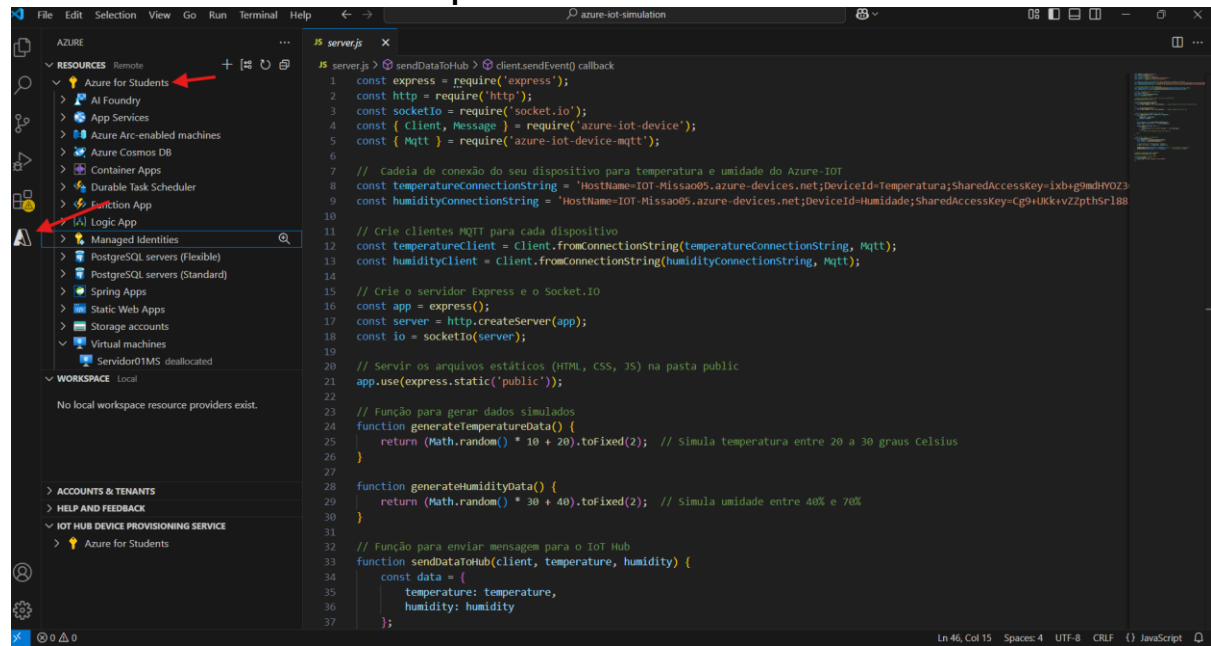 File Edit Selection View Go Run Terminal Help
azure-iot-simulation
AZURE
RESOURCES Remote
Azure for Students
AI Foundry
App Services
Azure Arc-enabled machines
Azure Cosmos DB
Container Apps
Durable Task Scheduler
Function App
Logic App
Managed Identities
PostgreSQL servers (Flexible)
PostgreSQL servers (Standard)
Spring Apps
Static Web Apps
Storage accounts
Virtual machines
Servidor01MS deallocated
WORKSPACE Local
No local workspace resource providers exist.
ACCOUNTS & TENANTS
HELP AND FEEDBACK
IOT HUB DEVICE PROVISIONING SERVICE
Azure for Students
JS server.js
JS server.js > sendDataToHub > client.sendEvent() callback
1 const express = require('express');
2 const http = require('http');
3 const socketIo = require('socket.io');
4 const { Client, Message } = require('azure-iot-device');
5 const { Mqtt } = require('azure-iot-device-mqtt');
6
7 // Cadeia de conexão do seu dispositivo para temperatura e umidade do Azure-IOT
8 const temperatureConnectionString = 'HostName=IOT-Missao05.azure-devices.net;DeviceId=Temperatura;SharedAccessKey=
9 const humidityConnectionString = 'HostName=IOT-Missao05.azure-devices.net;DeviceId=Humidade;SharedAccessKey=
10
11 // Crie clientes MQTT para cada dispositivo
12 const temperatureClient = Client.fromConnectionString(temperatureConnectionString, Mqtt);
13 const humidityClient = Client.fromConnectionString(humidityConnectionString, Mqtt);
14
15 // Crie o servidor Express e o Socket.IO
16 const app = express();
17 const server = http.createServer(app);
18 const io = socketIo(server);
19
20 // Servir os arquivos estáticos (HTML, CSS, JS) na pasta public
21 app.use(express.static('public'));
22
23 // Função para gerar dados simulados
24 function generateTemperatureData() {
25 return (Math.random() * 10 + 20).toFixed(2); // Simula temperatura entre 20 a 30 graus Celsius
26 }
27
28 function generateHumidityData() {
29 return (Math.random() * 30 + 40).toFixed(2); // Simula umidade entre 40% e 70%
30 }
31
32 // Função para enviar mensagem para o IoT Hub
33 function sendDataToHub(client, temperature, humidity) {
34 const data = {
35 temperature: temperature,
36 humidity: humidity
37 };
0 0
Ln 46, Col 15 Spaces: 4 UTF-8 CRLF {} JavaScript